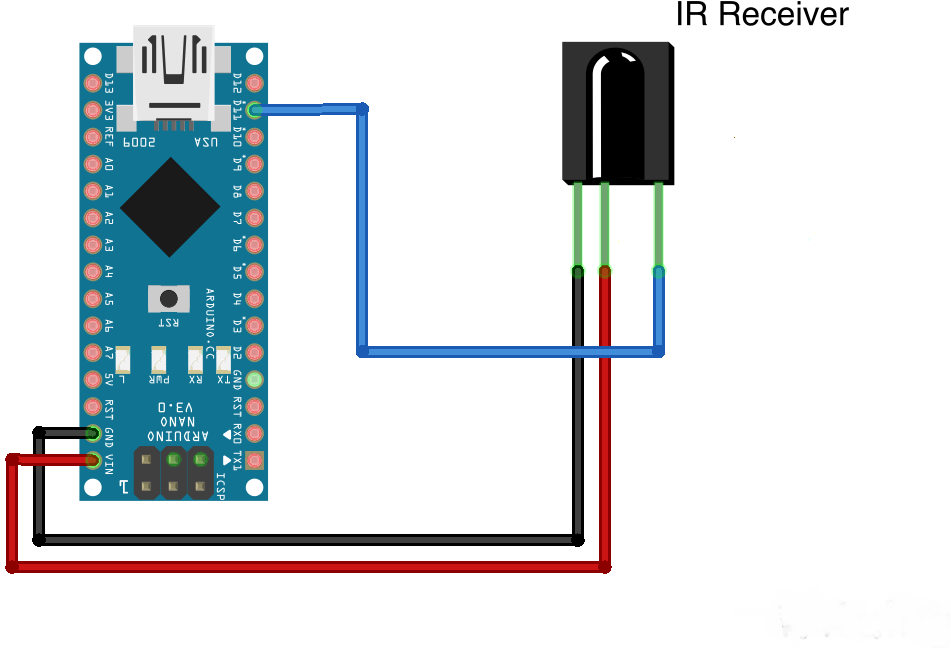 IR Receiver
D13
3V3
REF
A0
A1
A2
A3
A4
A5
A6
A7
5V
RST
GND
VIN
D12
D11
D10
D9
D8
D7
D6
D5
D4
D3
D2
GND
RST
RX0
TX1
2009
USA
RST
ARDUINO.CC
L
PWR
RX
TX
ARDUINO
NANO
V3.0
ICSP
1